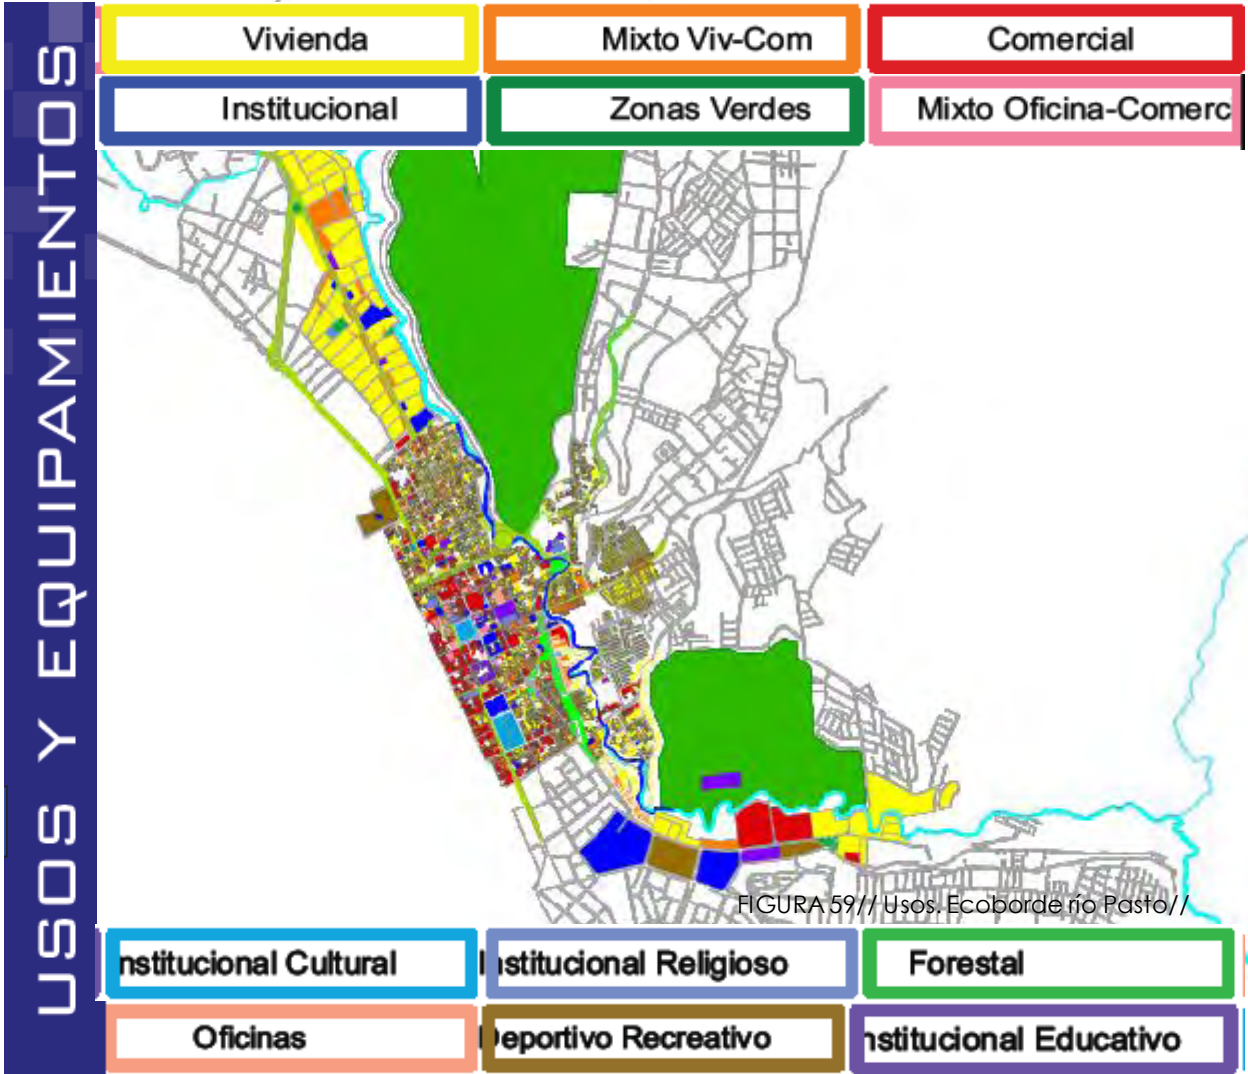 USOS Y EQUIPAMIENTOS
Vivienda
Mixto Viv-Com
Comercial
Institucional
Zonas Verdes
Mixto Oficina-Comerc
FIGURA 59// Usos. Ecoborde río Pasto//
nstitucional Cultural
Institucional Religioso
Forestal
Oficinas
Deportivo Recreativo
nstitucional Educativo